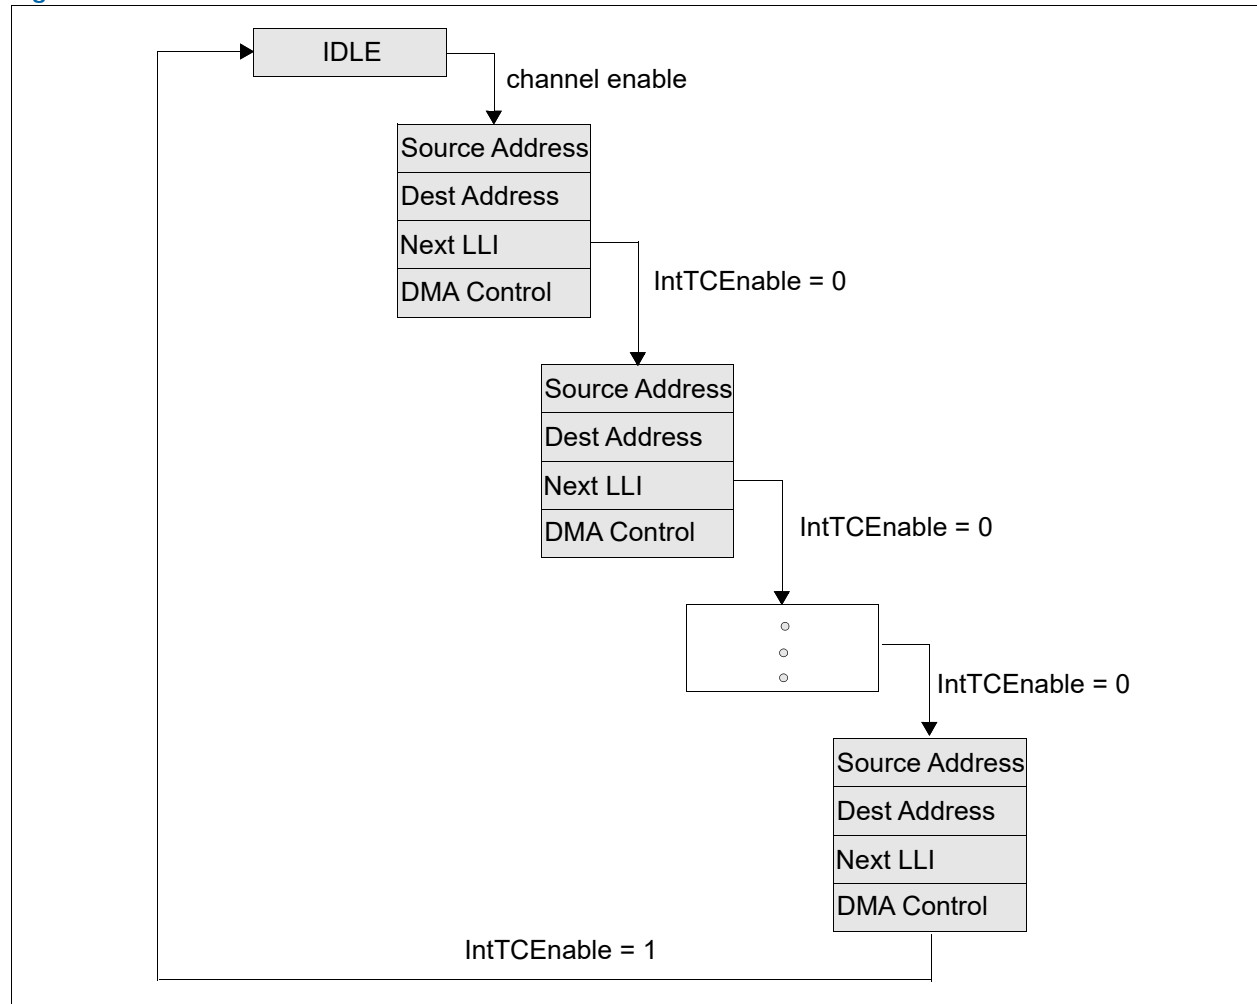 IDLE
channel enable
Source Address
Dest Address
Next LLI
DMA Control
IntTCEnable = 0
Source Address
Dest Address
Next LLI
DMA Control
IntTCEnable = 0
IntTCEnable = 0
Source Address
Dest Address
Next LLI
DMA Control
IntTCEnable = 1